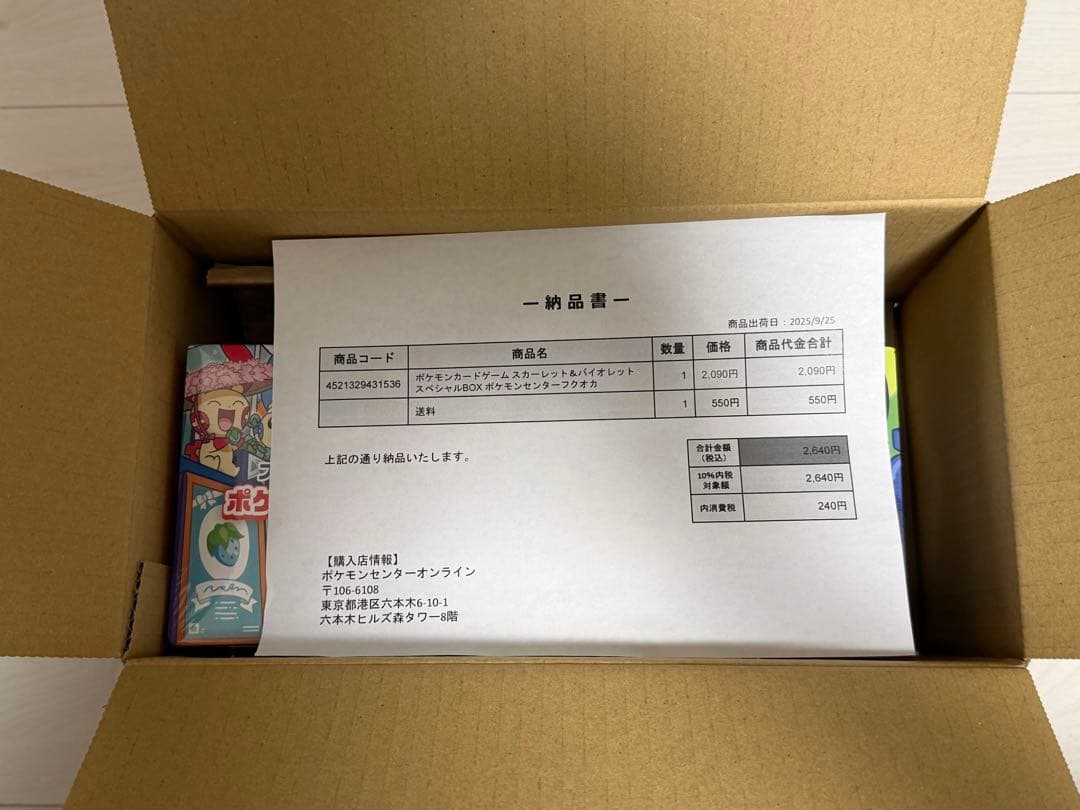 ー納品書ー
商品出荷日：2025/9/25
商品コード 商品名 数量 価格 商品代金合計
4521329431536 ポケモンカードゲーム スカーレット&バイオレット
スペシャルBOX ポケモンセンターフクオカ 1 2,090円 2,090円
送料 1 550円 550円
合計金額
（税込） 2,640円
10%内税
対象額 2,640円
内消費税 240円
上記の通り納品いたします。
【購入店情報】
ポケモンセンターオンライン
〒106-6108
東京都港区六本木6-10-1
六本木ヒルズ森タワー8階
ポケ